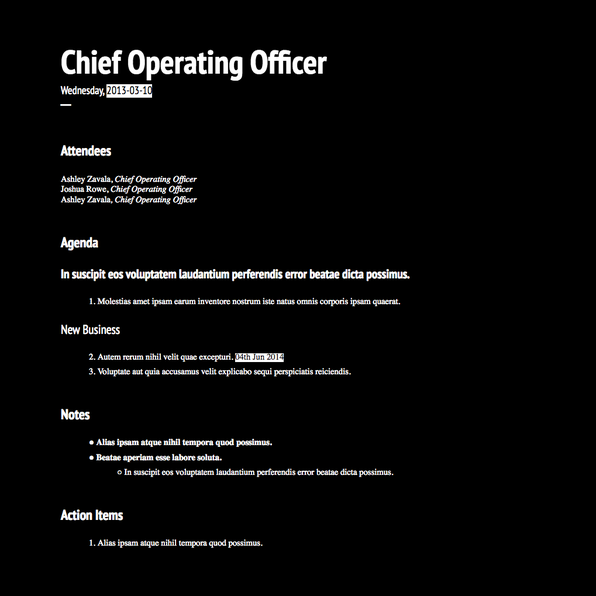 Chief Operating Officer
Wednesday, 2013-03-10
Attendees
Ashley Zavala, Chief Operating Officer
Joshua Rowe, Chief Operating Officer
Ashley Zavala, Chief Operating Officer
Agenda
In suscipit eos voluptatem laudantium perferendis error beatae dicta possimus.
1. Molestias amet ipsam earum inventore nostrum iste natus omnis corporis ipsam quaerat.
New Business
2. Autem rerum nihil velit quae excepturi. 04th Jun 2014
3. Voluptate aut quia accusamus velit explicabo sequi perspiciatis reiciendis.
Notes
Alias ipsam atque nihil tempora quod possimus.
Beatae aperiam esse labore soluta.
In suscipit eos voluptatem laudantium perferendis error beatae dicta possimus.
Action Items
1. Alias ipsam atque nihil tempora quod possimus.